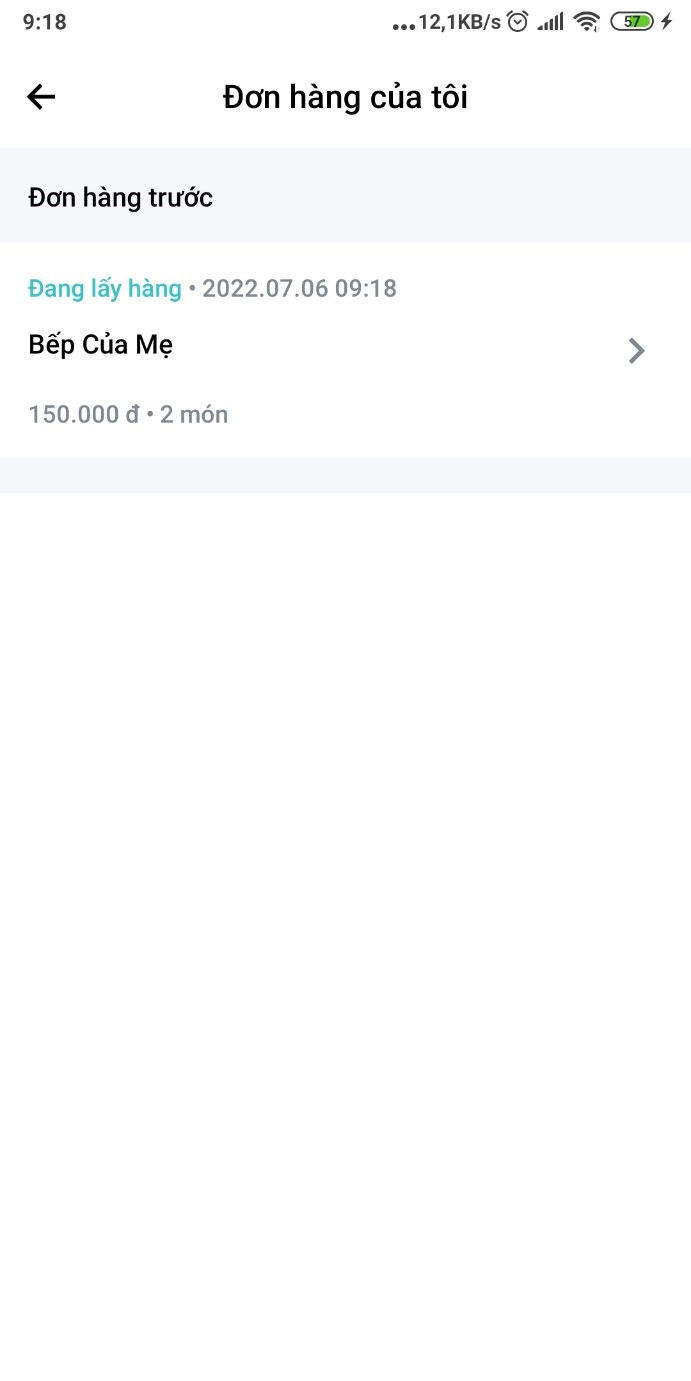 9:18 ...12,1KB/s 57
Đơn hàng của tôi
Đơn hàng trước
Đang lấy hàng • 2022.07.06 09:18
Bếp Của Mẹ
150.000 đ • 2 món